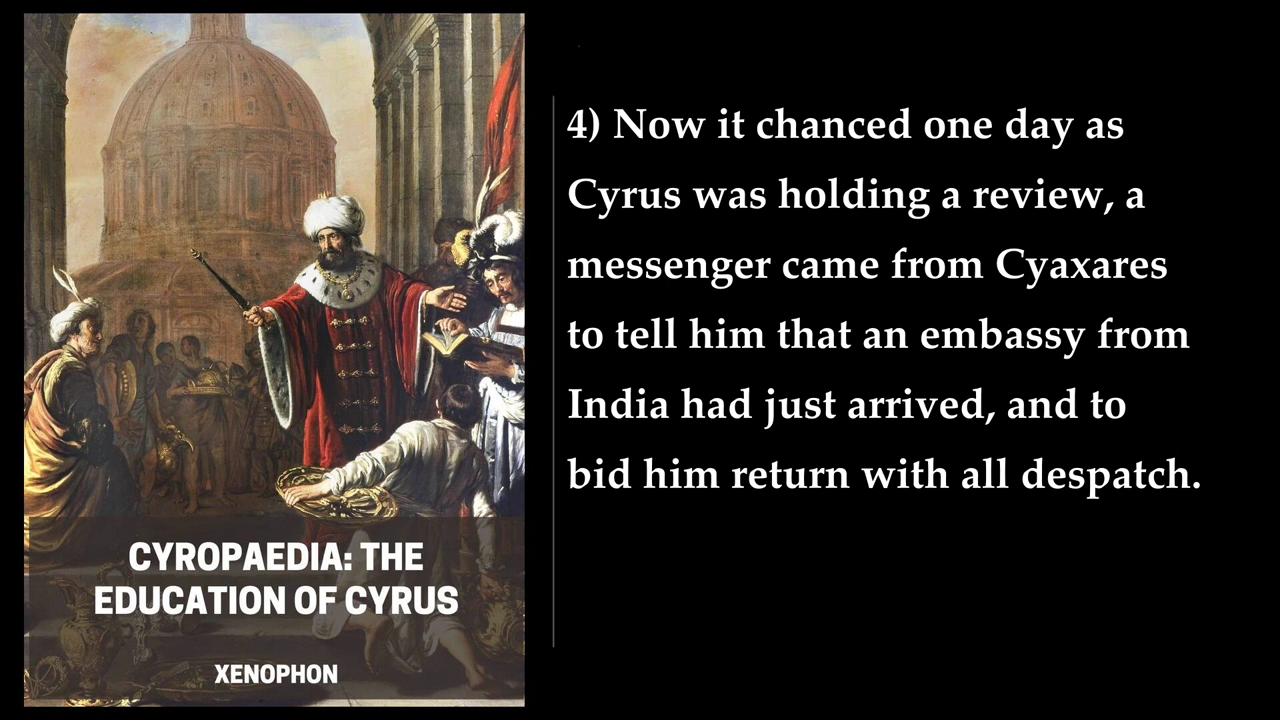 CYROPAEDIA: THE
EDUCATION OF CYRUS
XENOPHON
4) Now it chanced one day as
Cyrus was holding a review, a
messenger came from Cyaxares
to tell him that an embassy from
India had just arrived, and to
bid him return with all despatch.